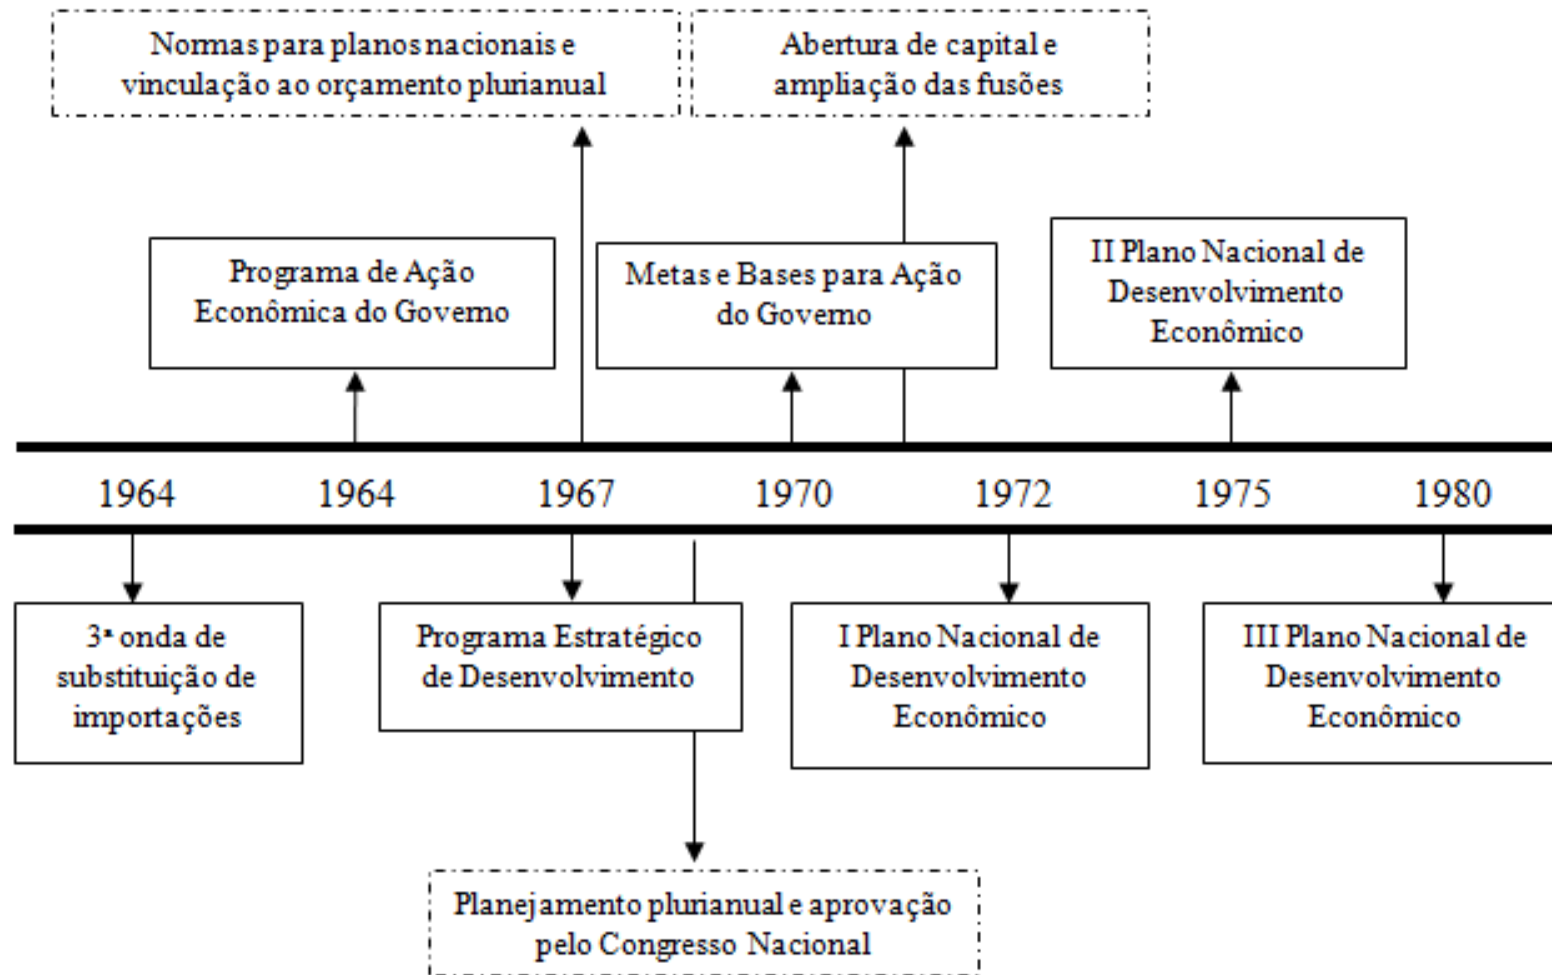 Normas para planos nacionais e
vinculação ao orçamento plurianual
Abertura de capital e
ampliação das fusões
Programa de Ação
Econômica do Governo
Metas e Bases para Ação
do Governo
II Plano Nacional de
Desenvolvimento
Econômico
1964 1964 1967 1970 1972 1975 1980
3ª onda de
substituição de
importações
Programa Estratégico
de Desenvolvimento
I Plano Nacional de
Desenvolvimento
Econômico
III Plano Nacional de
Desenvolvimento
Econômico
Planejamento plurianual e aprovação
pelo Congresso Nacional